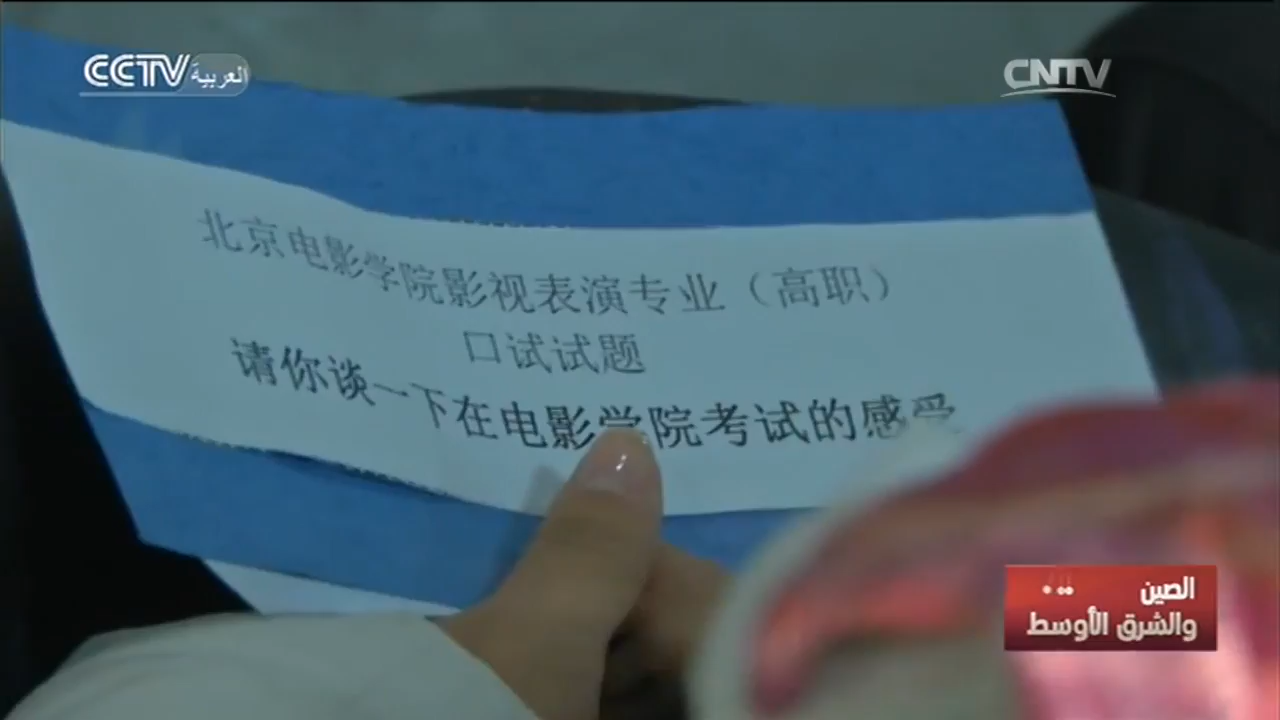 CCTV العربية
CNTV
北京电影学院影视表演专业（高职）
口试试题
请你谈一下在电影学院考试的感受
الصين
والشرق الأوسط